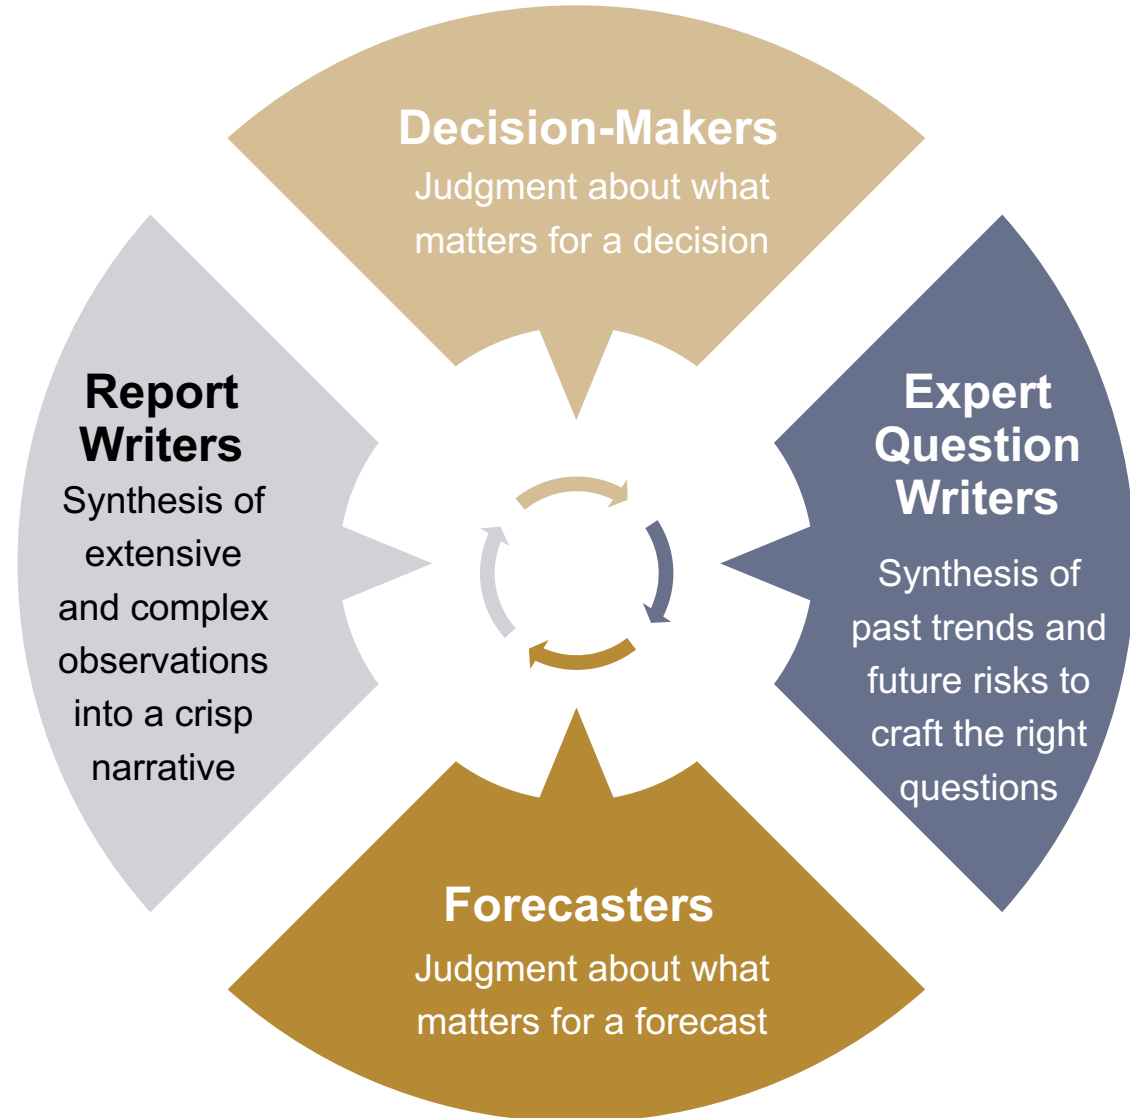 Decision-Makers
Judgment about what
matters for a decision
Expert
Question
Writers
Synthesis of
past trends and
future risks to
craft the right
questions
Forecasters
Judgment about what
matters for a forecast
Report
Writers
Synthesis of
extensive
and complex
observations
into a crisp
narrative